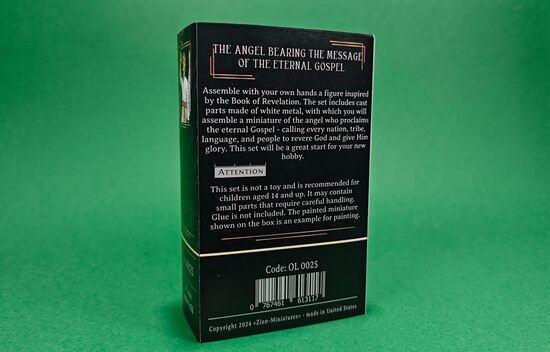 THE ANGEL BEARING THE MESSAGE
OF THE ETERNAL GOSPEL
Assemble with your own hands a figure inspired
by the Book of Revelation. The set includes cast
parts made of white metal, with which you will
assemble a miniature of the angel who proclaims
the eternal Gospel - calling every nation, tribe,
language, and people to revere God and give Him
glory. This set will be a great start for your new
hobby.
ATTENTION
This set is not a toy and is recommended for
children aged 14 and up. It may contain
small parts that require careful handling.
Glue is not included. The painted miniature
shown on the box is an example for painting.
Code: OL 0025
0 767461 613117
Copyright 2024 «Zion-Miniatures» - made in United States